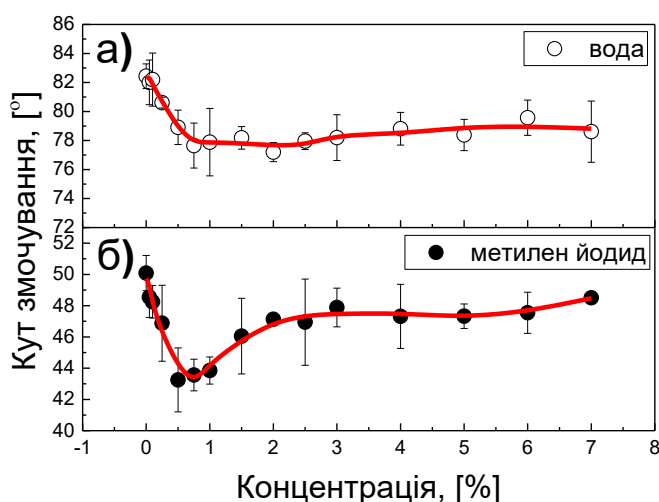 86
84
82
80
78
76
74
72
а)
вода
Кут змочування, [°]
52
50
48
46
44
42
40
б)
метилен йодид
-1 0 1 2 3 4 5 6 7 8
Концентрація, [%]